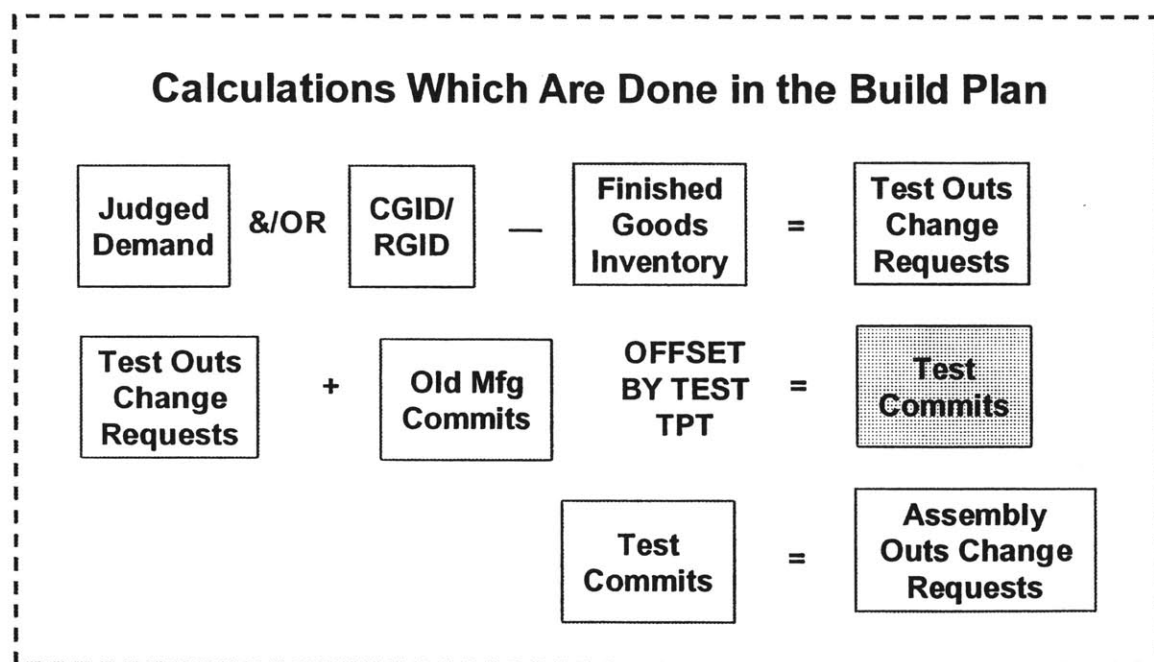 Calculations Which Are Done in the Build Plan
Judged
Demand
&/OR
CGID/
RGID
—
Finished
Goods
Inventory
=
Test Outs
Change
Requests
Test Outs
Change
Requests
+
Old Mfg
Commits
OFFSET
BY TEST
TPT
=
Test
Commits
Test
Commits
=
Assembly
Outs Change
Requests